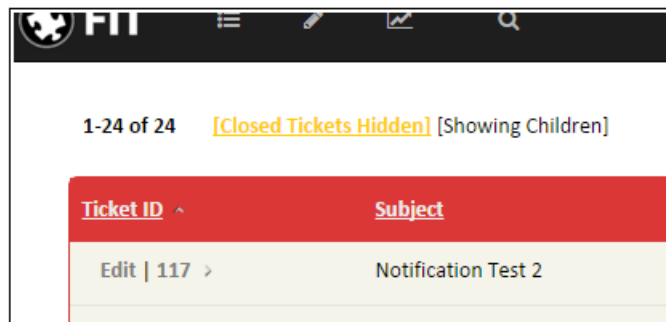 FIT
1-24 of 24 [Closed Tickets Hidden] [Showing Children]
Ticket ID Subject
Edit | 117 > Notification Test 2